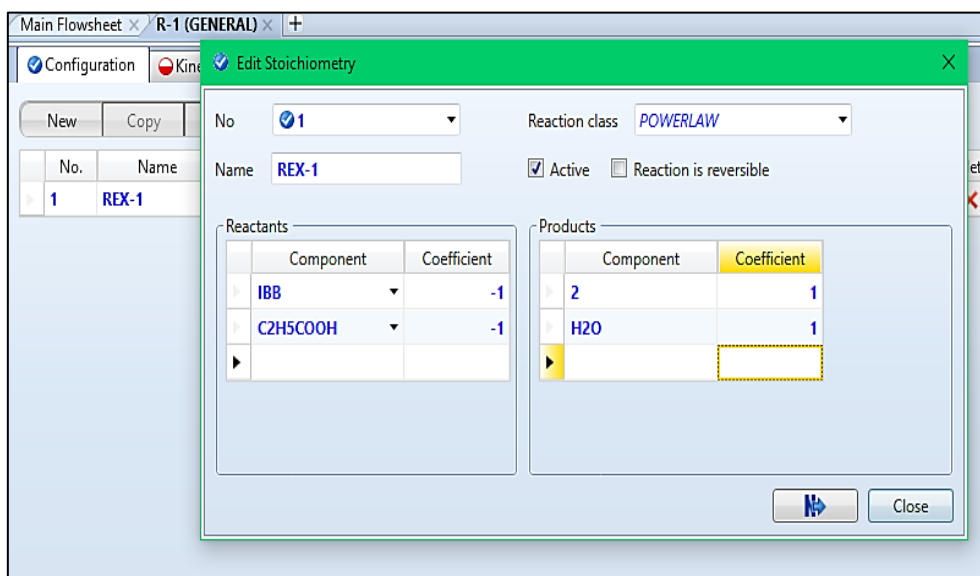 Main Flowsheet × R-1 (GENERAL) × +
Configuration Kine
Edit Stoichiometry X
New Copy
No 1 Reaction class POWERLAW
No. Name
Name REX-1 Active Reaction is reversible
1 REX-1
Reactants Products
Component Coefficient Component Coefficient
IBB -1 2 1
C2H5COOH -1 H2O 1
N Close